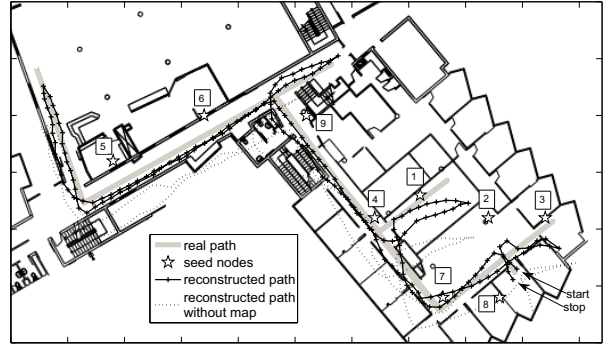 6
9
5
1
4
2
3
7
8
real path
seed nodes
reconstructed path
reconstructed path
without map
start
stop